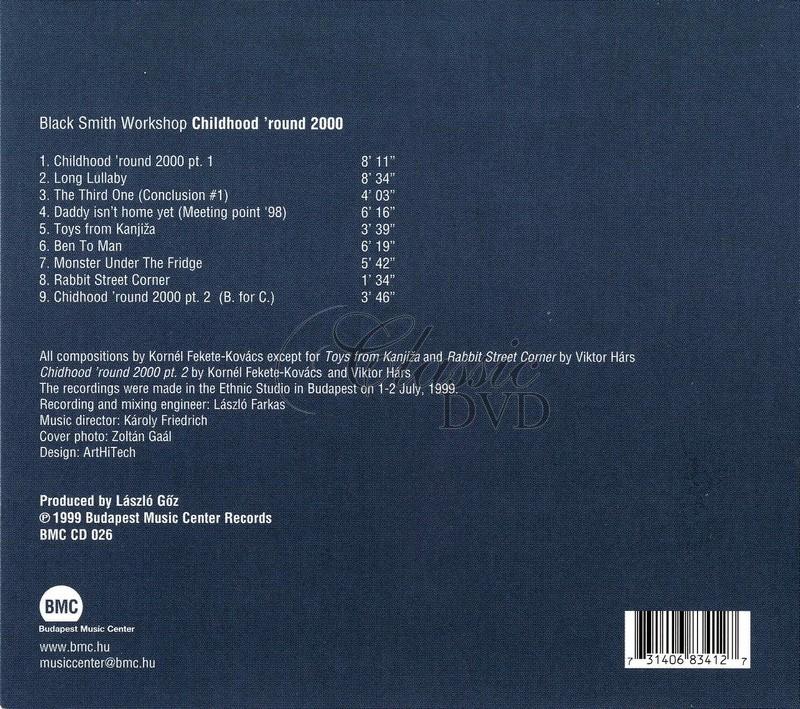 Black Smith Workshop Childhood 'round 2000
1. Childhood 'round 2000 pt. 1 8' 11"
2. Long Lullaby 8' 34"
3. The Third One (Conclusion #1) 4' 03"
4. Daddy isn't home yet (Meeting point '98) 6' 16"
5. Toys from Kanjiža 3' 39"
6. Ben To Man 6' 19"
7. Monster Under The Fridge 5' 42"
8. Rabbit Street Corner 1' 34"
9. Chidhood 'round 2000 pt. 2 (B. for C.) 3' 46"
All compositions by Kornél Fekete-Kovács except for Toys from Kanjiža and Rabbit Street Corner by Viktor Hárs
Chidhood 'round 2000 pt. 2 by Kornél Fekete-Kovács and Viktor Hárs
The recordings were made in the Ethnic Studio in Budapest on 1-2 July, 1999.
Recording and mixing engineer: László Farkas
Music director: Károly Friedrich
Cover photo: Zoltán Gaál
Design: ArtHiTech
Classic
DVD
Produced by László Gőz
℗ 1999 Budapest Music Center Records
BMC CD 026
BMC
Budapest Music Center
www.bmc.hu
musiccenter@bmc.hu
7 31406 83412 7